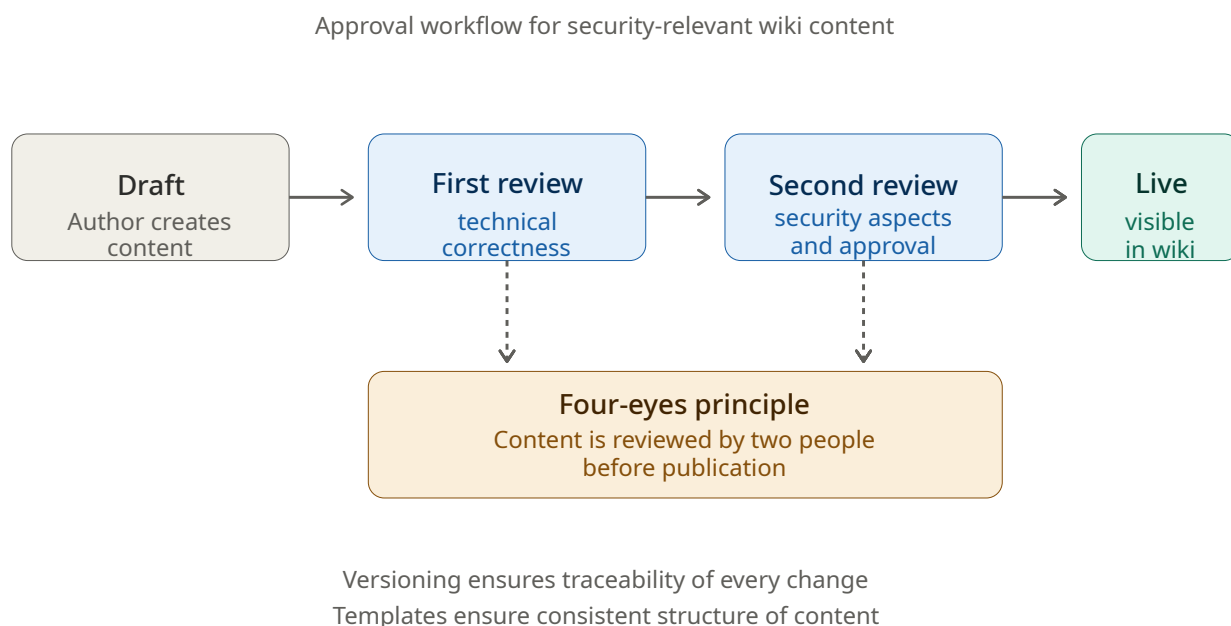 Approval workflow for security-relevant wiki content
Draft
Author creates
content
First review
technical
correctness
Second review
security aspects
and approval
Live
visible
in wiki
Four-eyes principle
Content is reviewed by two people
before publication
Versioning ensures traceability of every change
Templates ensure consistent structure of content